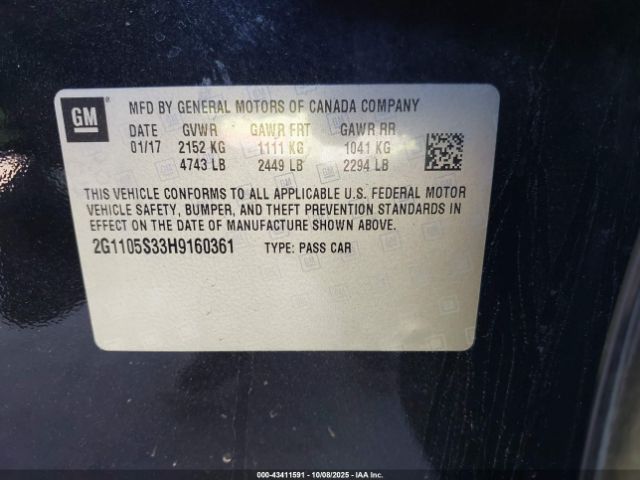 GM
MFD BY GENERAL MOTORS OF CANADA COMPANY
DATE GVWR GAWR FRT GAWR RR
01/17 2152 KG 1111 KG 1041 KG
4743 LB 2449 LB 2294 LB
THIS VEHICLE CONFORMS TO ALL APPLICABLE U.S. FEDERAL MOTOR
VEHICLE SAFETY, BUMPER, AND THEFT PREVENTION STANDARDS IN
EFFECT ON THE DATE OF MANUFACTURE SHOWN ABOVE.
2G1105S33H9160361 TYPE: PASS CAR
000-43411591 - 10/08/2025 - IAA Inc.